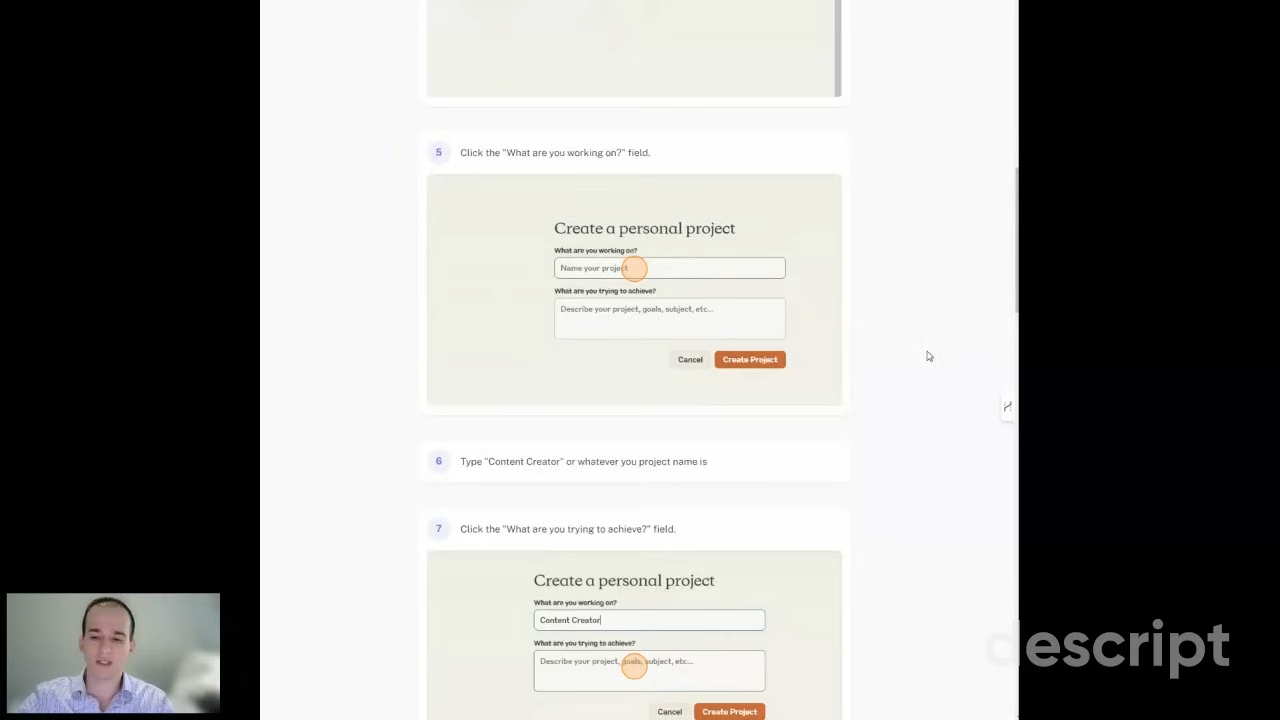 5 Click the "What are you working on?" field.
Create a personal project
What are you working on?
Name your project
What are you trying to achieve?
Describe your project, goals, subject, etc...
Cancel Create Project
6 Type "Content Creator" or whatever you project name is
7 Click the "What are you trying to achieve?" field.
Create a personal project
What are you working on?
Content Creator
What are you trying to achieve?
Describe your project, goals, subject, etc...
Cancel Create Project
descript